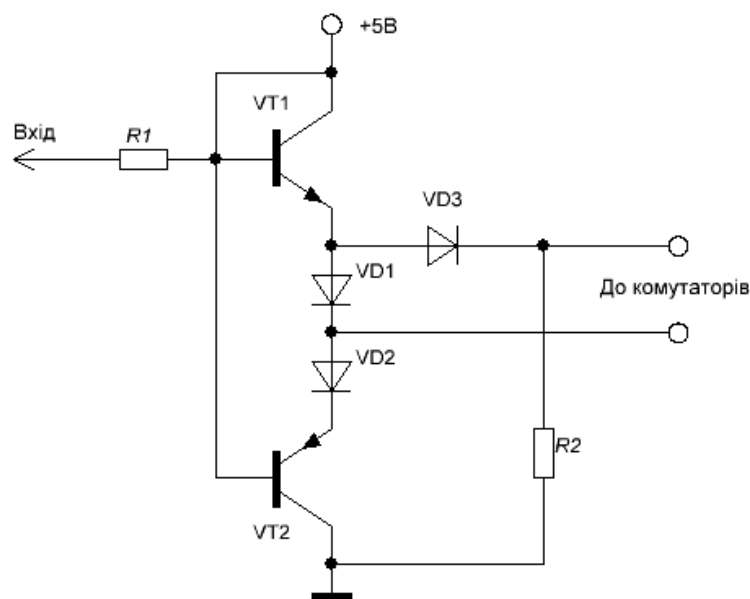 +5В
VT1
Вхід
R1
VD3
VD1
До комутаторів
VD2
R2
VT2